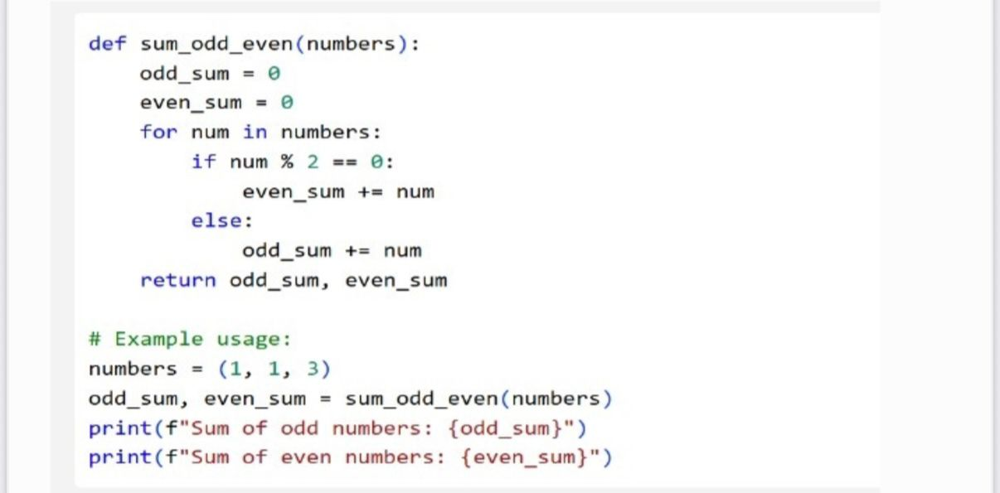 def sum_odd_even(numbers):
    odd_sum = 0
    even_sum = 0
    for num in numbers:
        if num % 2 == 0:
            even_sum += num
        else:
            odd_sum += num
    return odd_sum, even_sum

# Example usage:
numbers = (1, 1, 3)
odd_sum, even_sum = sum_odd_even(numbers)
print(f"Sum of odd numbers: {odd_sum}")
print(f"Sum of even numbers: {even_sum}")